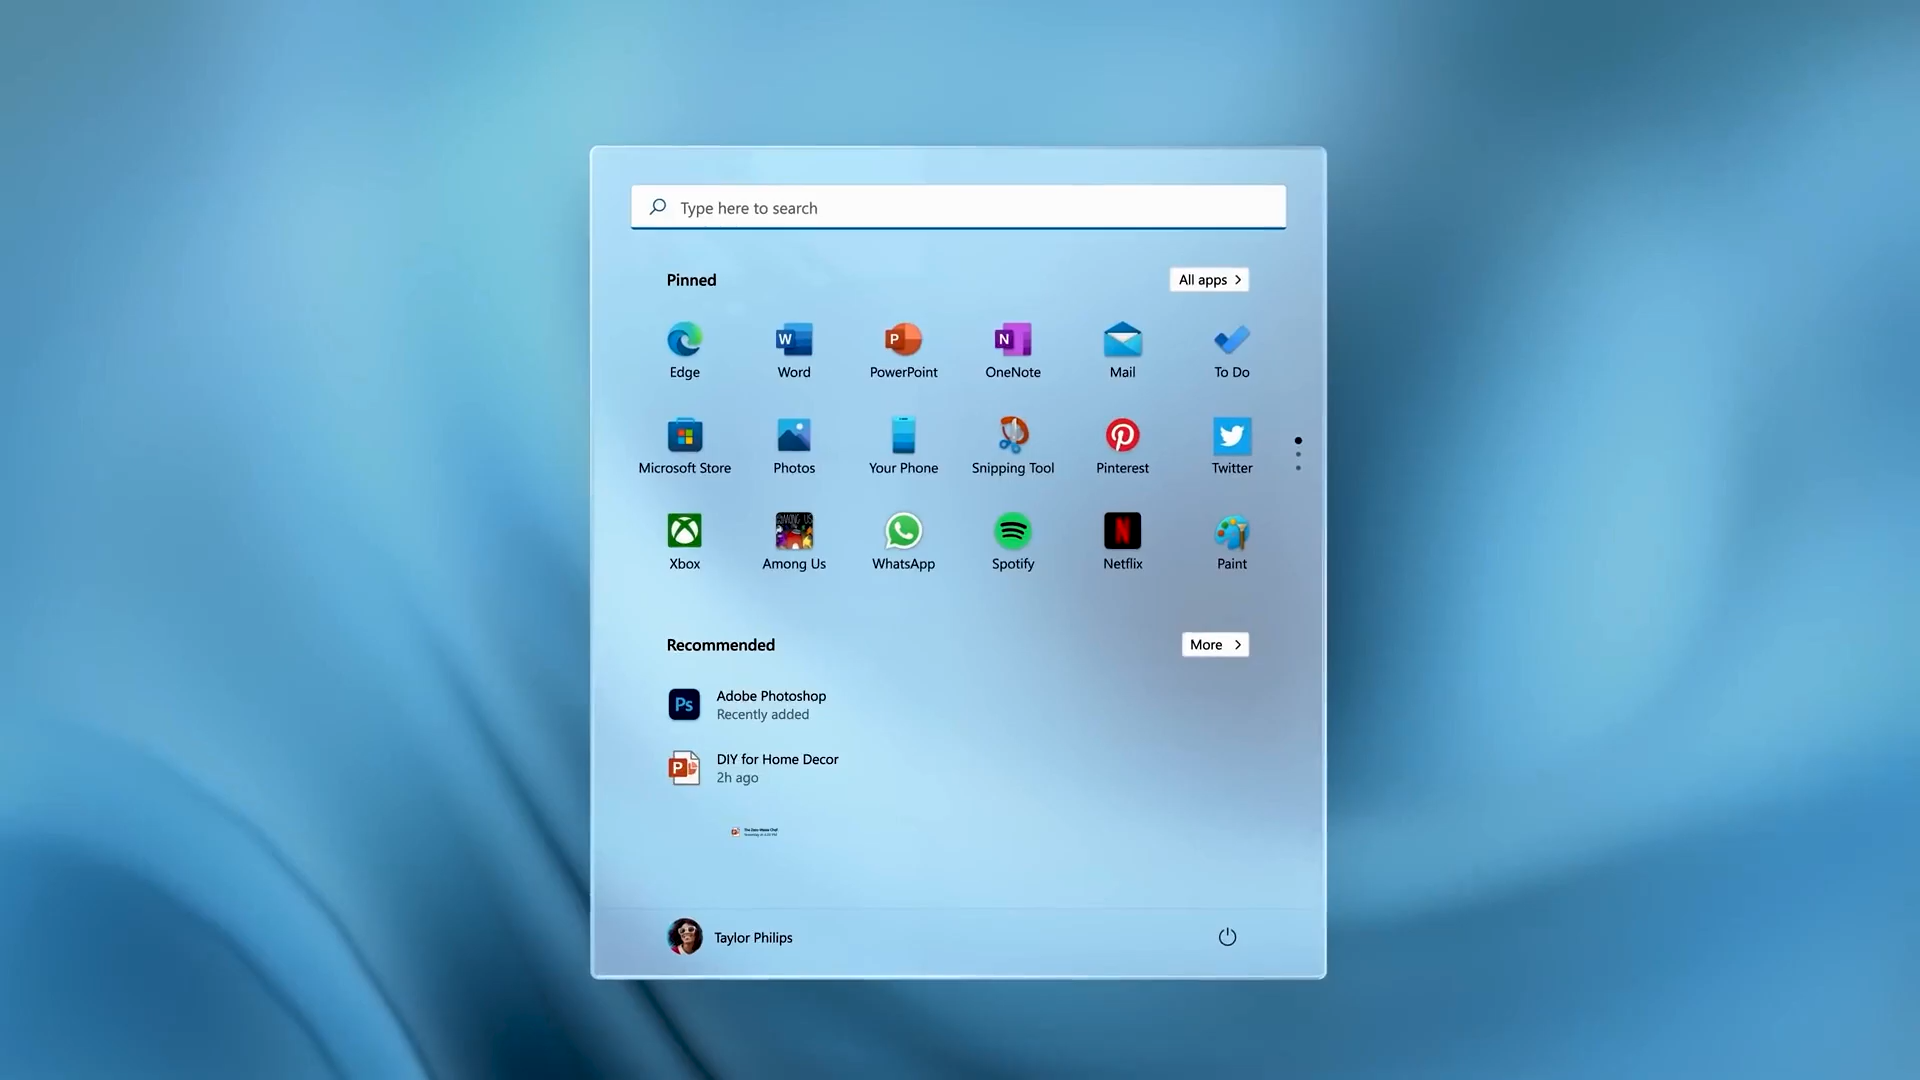 Type here to search
Pinned
All apps
Edge
Word
PowerPoint
OneNote
Mail
To Do
Microsoft Store
Photos
Your Phone
Snipping Tool
Pinterest
Twitter
Xbox
Among Us
WhatsApp
Spotify
Netflix
Paint
Recommended
More
Ps
Adobe Photoshop
Recently added
DIY for Home Decor
2h ago
Taylor Philips